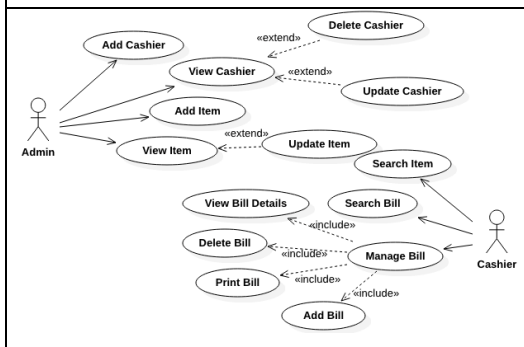 Delete Cashier
«extend»
Add Cashier
View Cashier
«extend»
Update Cashier
Add Item
Admin
«extend»
View Item
Update Item
Search Item
View Bill Details
Search Bill
«include»
Delete Bill
«include»
Manage Bill
Cashier
Print Bill
«include»
«include»
Add Bill